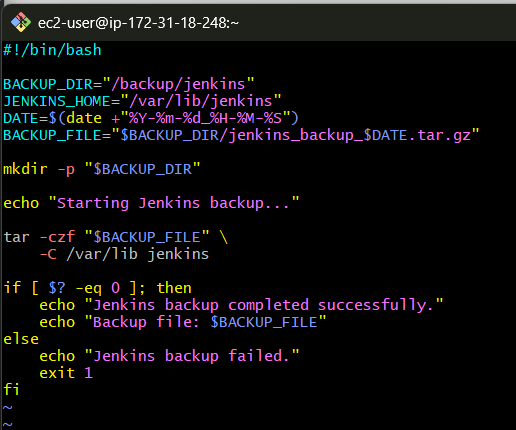 ec2-user@ip-172-31-18-248:~
#!/bin/bash
BACKUP_DIR="/backup/jenkins"
JENKINS_HOME="/var/lib/jenkins"
DATE=$(date +"%Y-%m-%d_%H-%M-%S")
BACKUP_FILE="$BACKUP_DIR/jenkins_backup_$DATE.tar.gz"
mkdir -p "$BACKUP_DIR"
echo "Starting Jenkins backup..."
tar -czf "$BACKUP_FILE" \
    -C /var/lib jenkins
if [ $? -eq 0 ]; then
    echo "Jenkins backup completed successfully."
    echo "Backup file: $BACKUP_FILE"
else
    echo "Jenkins backup failed."
    exit 1
fi
~
~